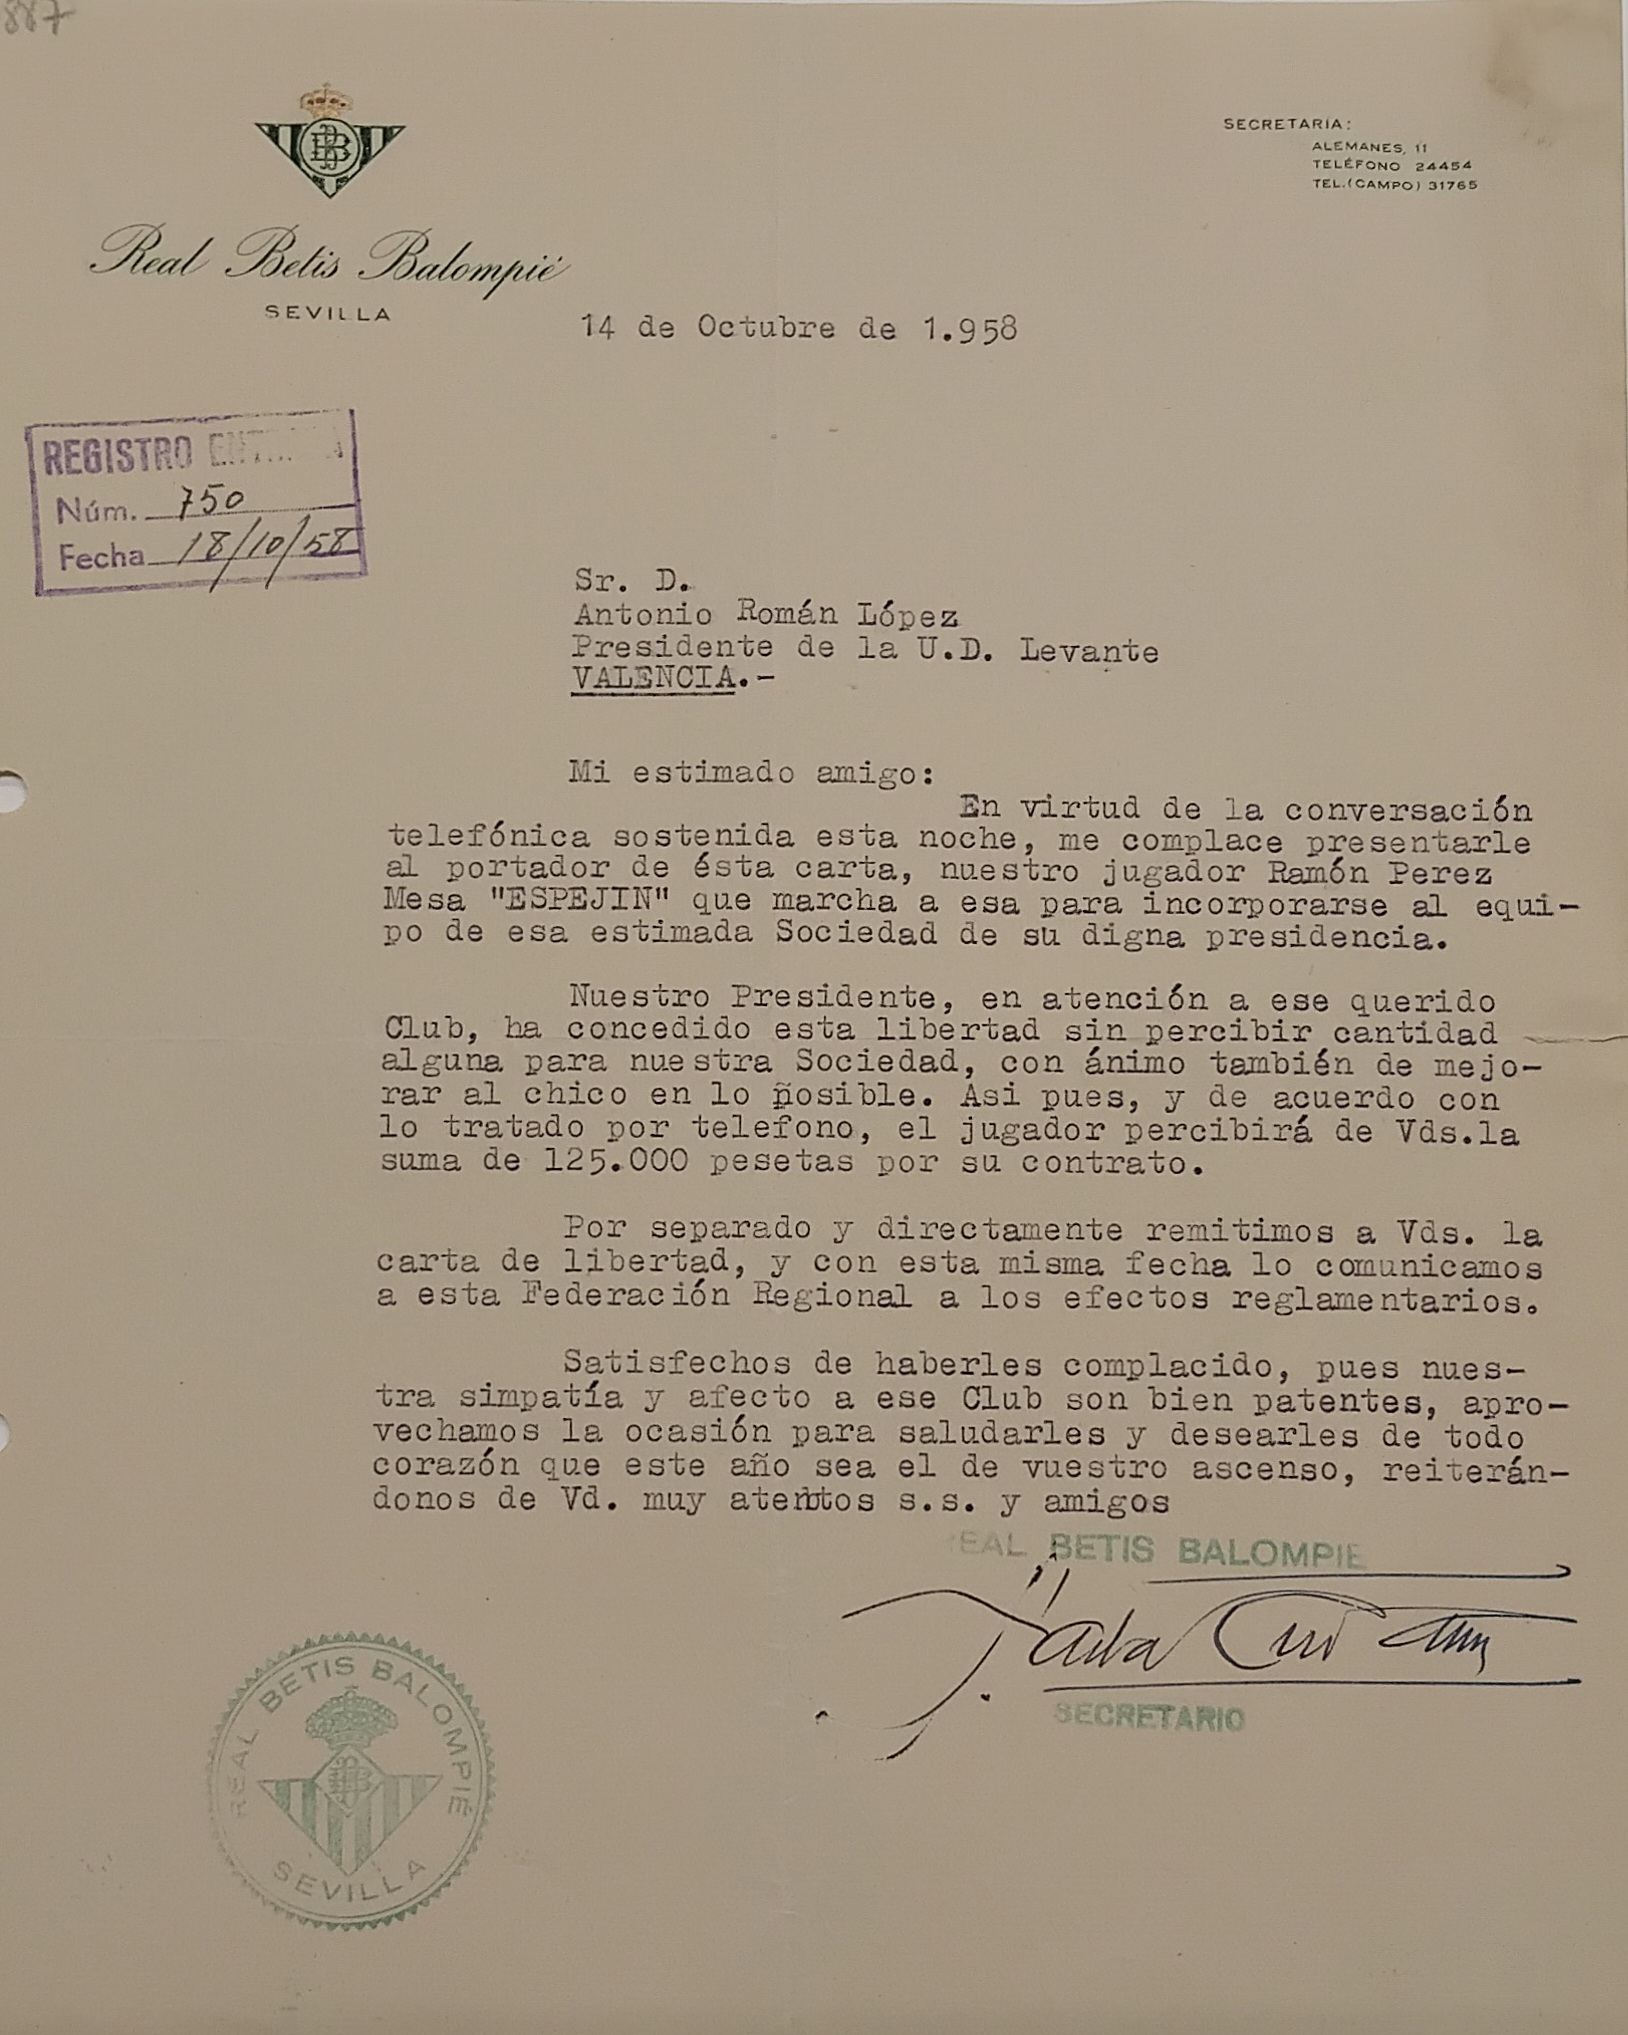 887
SECRETARÍA:
ALEMANES, 11
TELÉFONO 24454
TEL.(CAMPO) 31765
Real Betis Balompié
SEVILLA
14 de Octubre de 1.958
REGISTRO
Núm. 750
Fecha 18/10/58
Sr. D.
Antonio Román López
Presidente de la U.D. Levante
VALENCIA.-
Mi estimado amigo:
En virtud de la conversación
telefónica sostenida esta noche, me complace presentarle
al portador de ésta carta, nuestro jugador Ramón Perez
Mesa "ESPEJIN" que marcha a esa para incorporarse al equi-
po de esa estimada Sociedad de su digna presidencia.
Nuestro Presidente, en atención a ese querido
Club, ha concedido esta libertad sin percibir cantidad
alguna para nuestra Sociedad, con ánimo también de mejo-
rar al chico en lo posible. Asi pues, y de acuerdo con
lo tratado por telefono, el jugador percibirá de Vds.la
suma de 125.000 pesetas por su contrato.
Por separado y directamente remitimos a Vds. la
carta de libertad, y con esta misma fecha lo comunicamos
a esta Federación Regional a los efectos reglamentarios.
Satisfechos de haberles complacido, pues nues-
tra simpatía y afecto a ese Club son bien patentes, apro-
vechamos la ocasión para saludarles y desearles de todo
corazón que este año sea el de vuestro ascenso, reiterán-
donos de Vd. muy atentos s.s. y amigos
REAL BETIS BALOMPIE
SECRETARIO
REAL BETIS BALOMPIÉ
SEVILLA